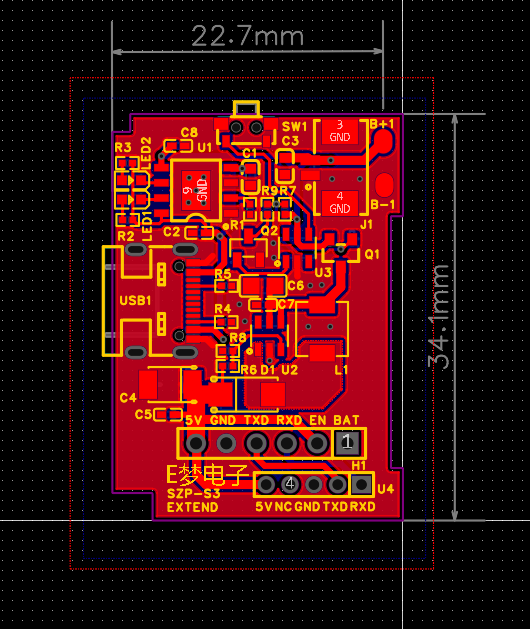 22.7mm
34.1mm
C8
U1
SW1
3
GND
B+1
R3
LED2
C1
C3
9
GND
R9
R7
4
GND
B-1
R2
LED1
C2
R1
Q2
J1
U3
Q1
USB1
R5
C6
C7
R4
R8
R6
D1
U2
L1
C4
C5
5V GND TXD RXD EN BAT
1
H1
E梦电子
SZP-S3
EXTEND
4
U4
5V NC GND TXD RXD